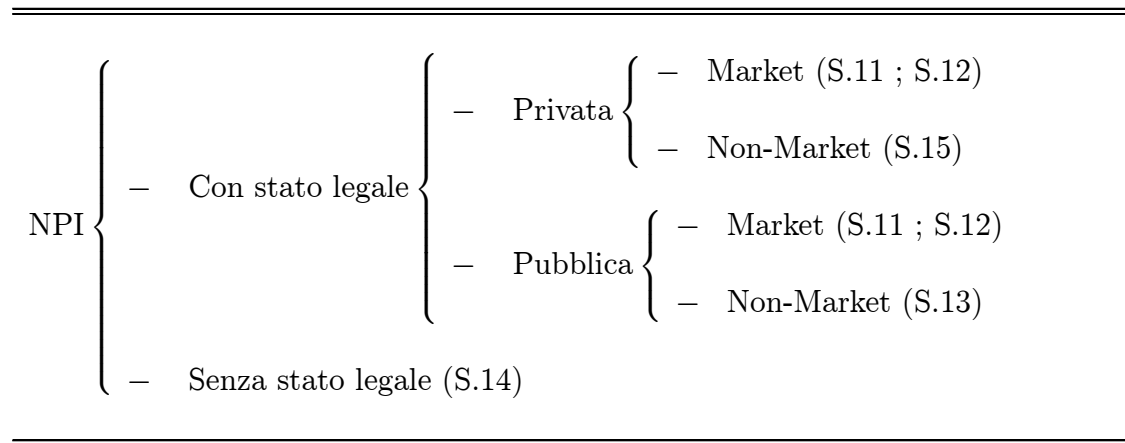 − Market (S.11 ; S.12)
− Privata
− Non-Market (S.15)
− Con stato legale
NPI
− Market (S.11 ; S.12)
− Pubblica
− Non-Market (S.13)
− Senza stato legale (S.14)